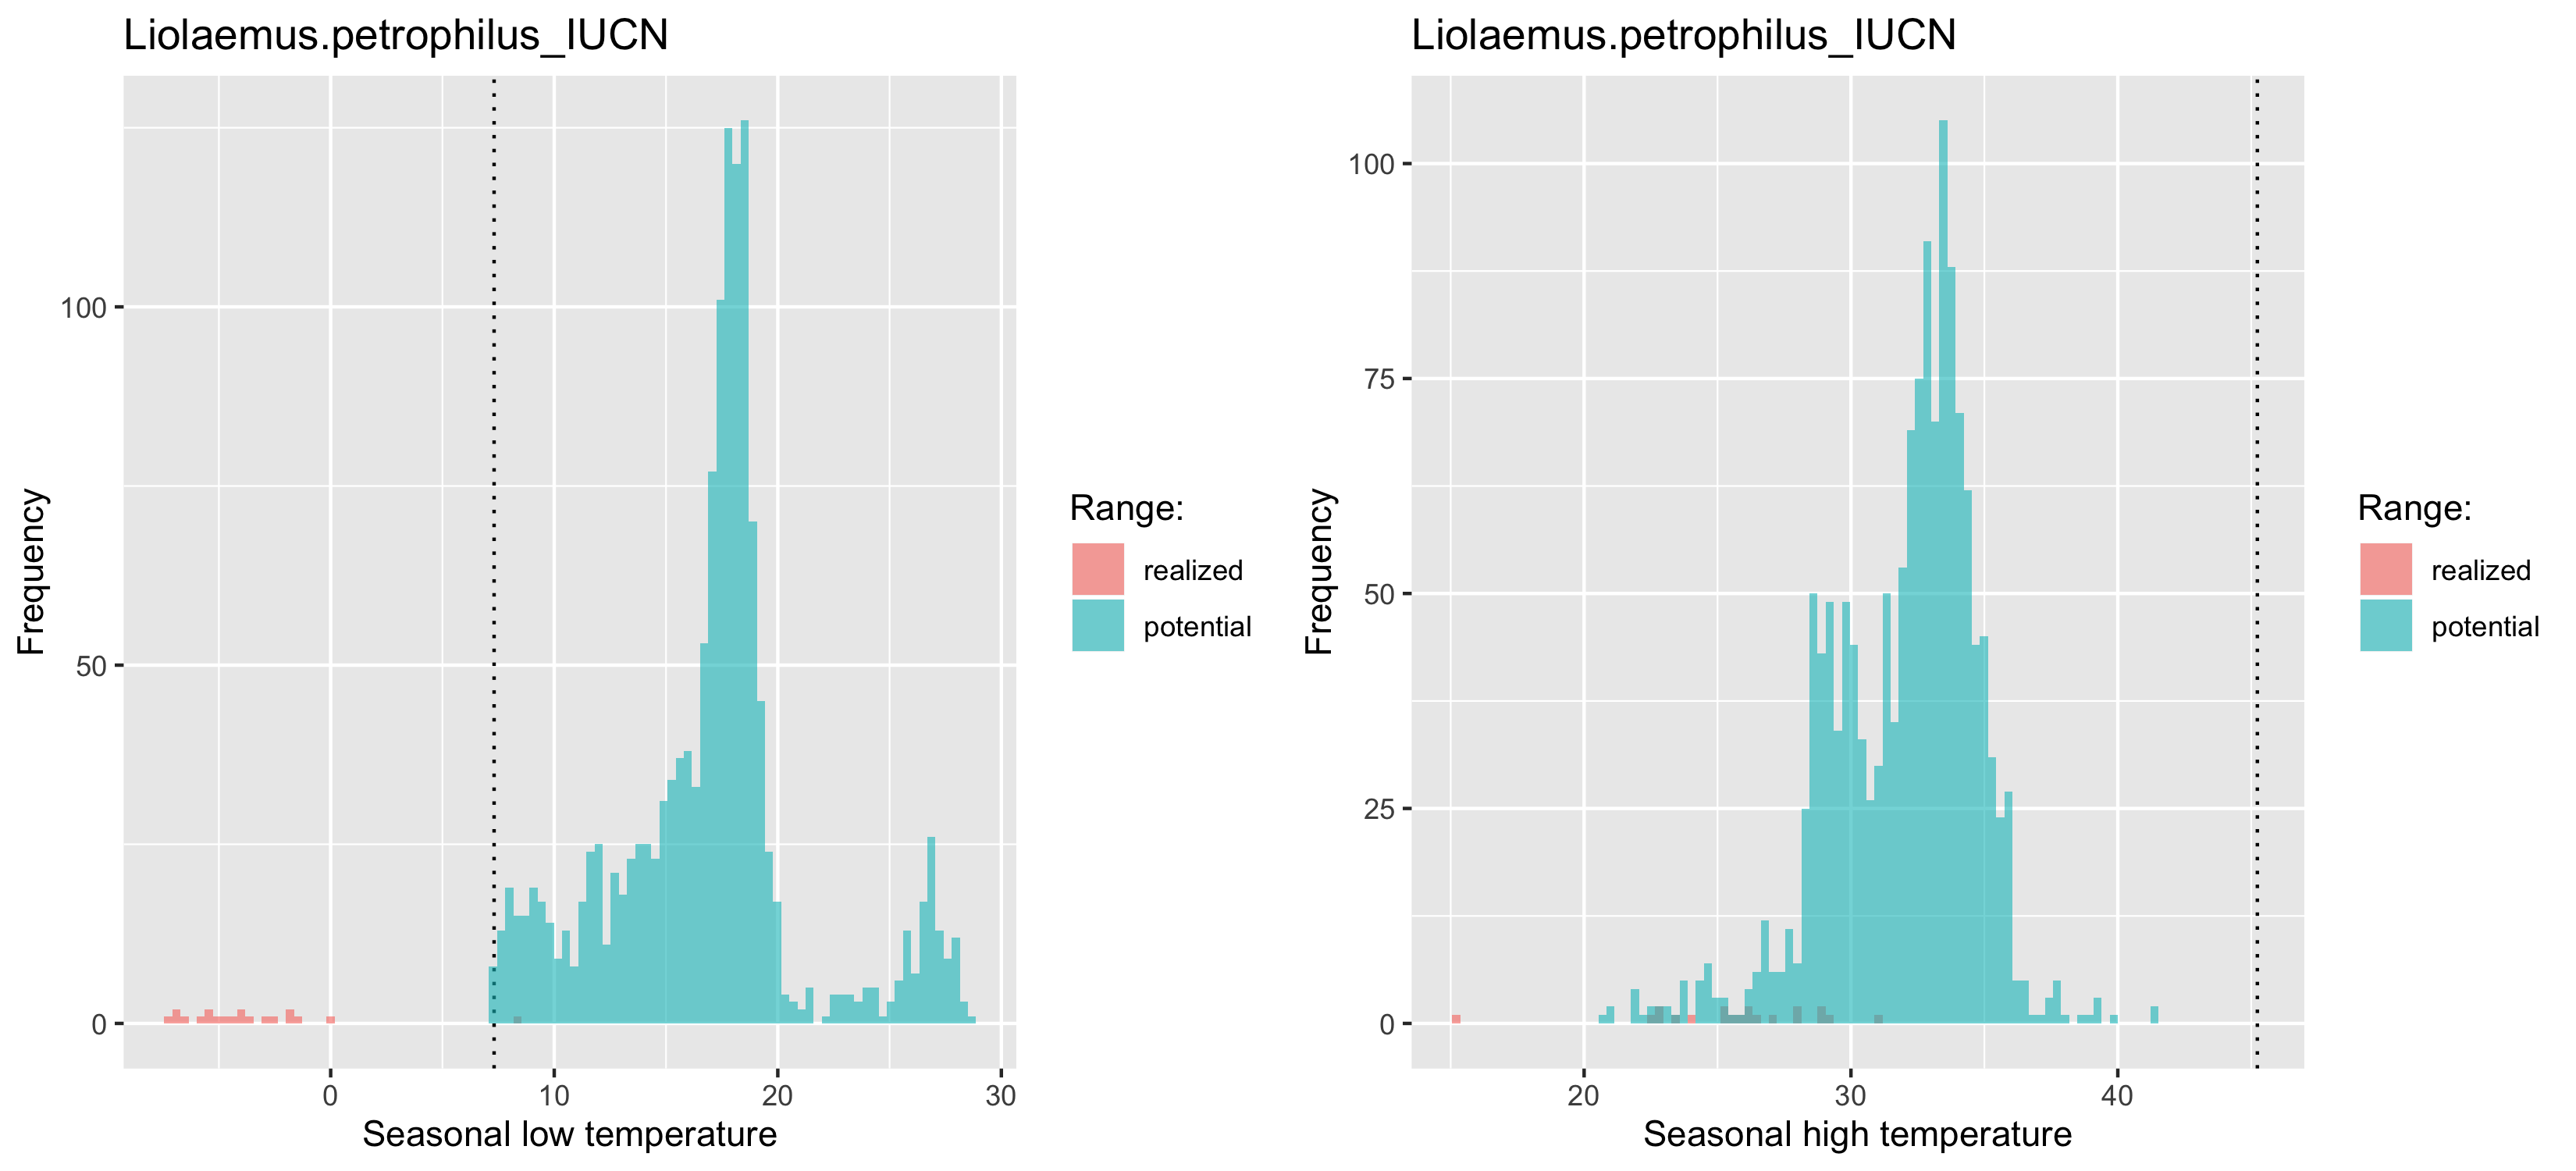 Liolaemus.petrophilus_IUCN
Frequency
100
50
0
0 10 20 30
Seasonal low temperature
Range:
realized
potential
Liolaemus.petrophilus_IUCN
Frequency
100
75
50
25
0
20 30 40
Seasonal high temperature
Range:
realized
potential